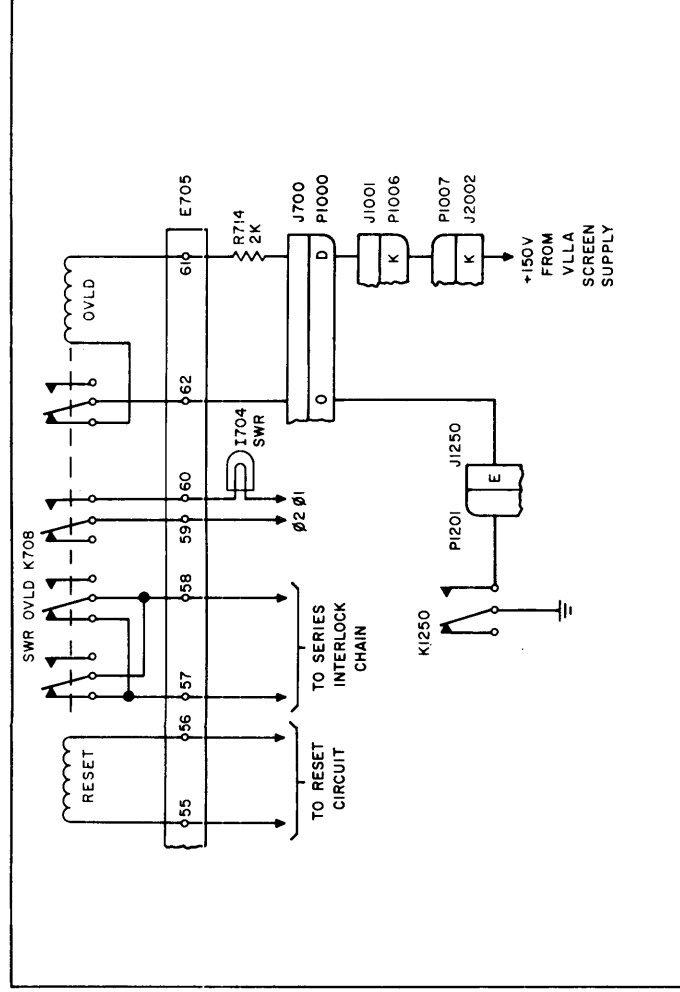 SWR OVLD K708
OVLD
RESET
E705
55
56
57
58
59
60
62
61
R714
2K
I704
SWR
Ø2 Ø1
TO RESET
CIRCUIT
TO SERIES
INTERLOCK
CHAIN
J700
P1000
O
D
J1001
P1006
K
P1007
J2002
K
+150V
FROM
VLLA
SCREEN
SUPPLY
K1250
P1201
J1250
E